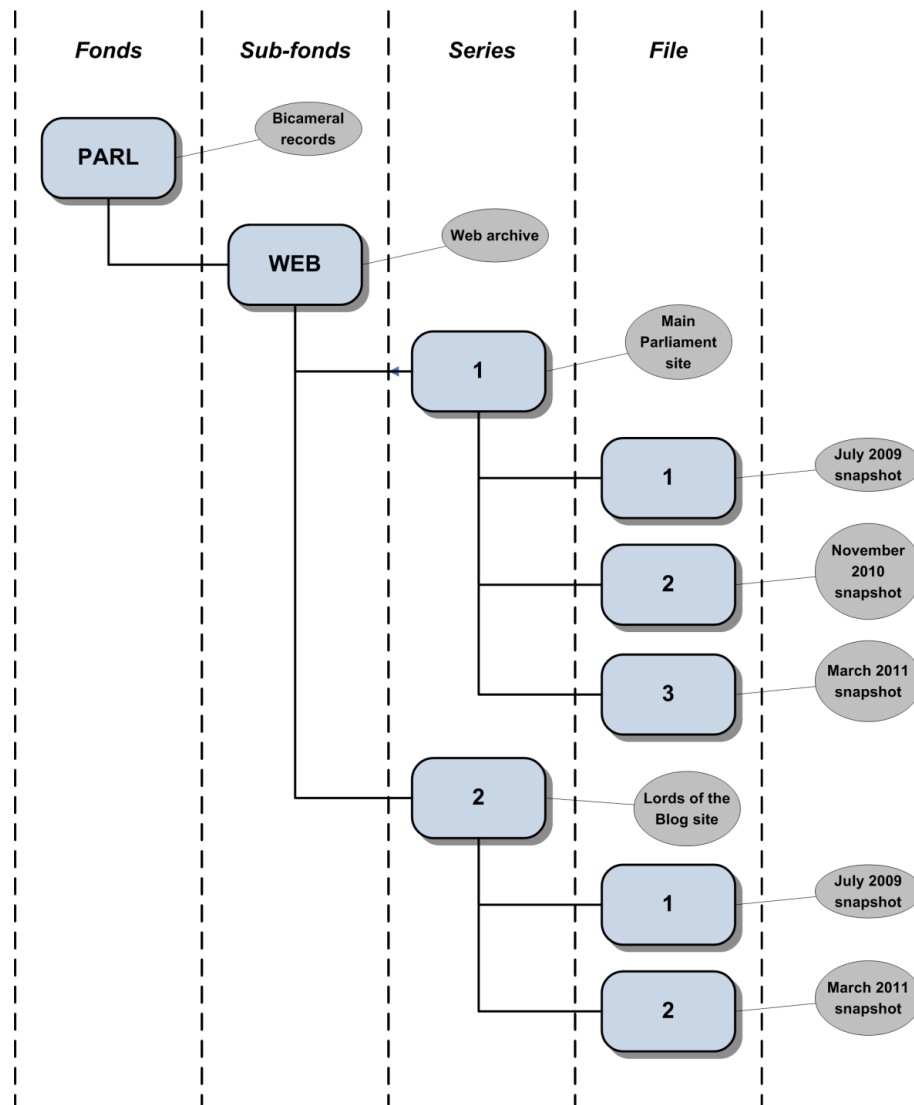 Fonds Sub-fonds Series File
PARL
Bicameral
records
WEB
Web archive
1
Main
Parliament
site
1
July 2009
snapshot
2
November
2010
snapshot
3
March 2011
snapshot
2
Lords of the
Blog site
1
July 2009
snapshot
2
March 2011
snapshot